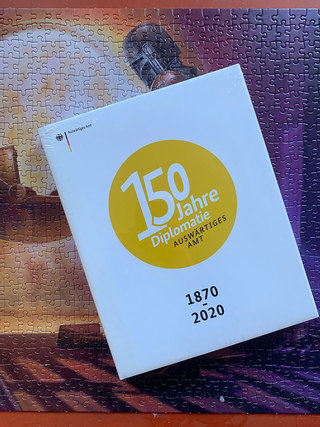 Auswärtiges Amt
150
Jahre
Diplomatie
AUSWÄRTIGES
AMT
1870
-
2020